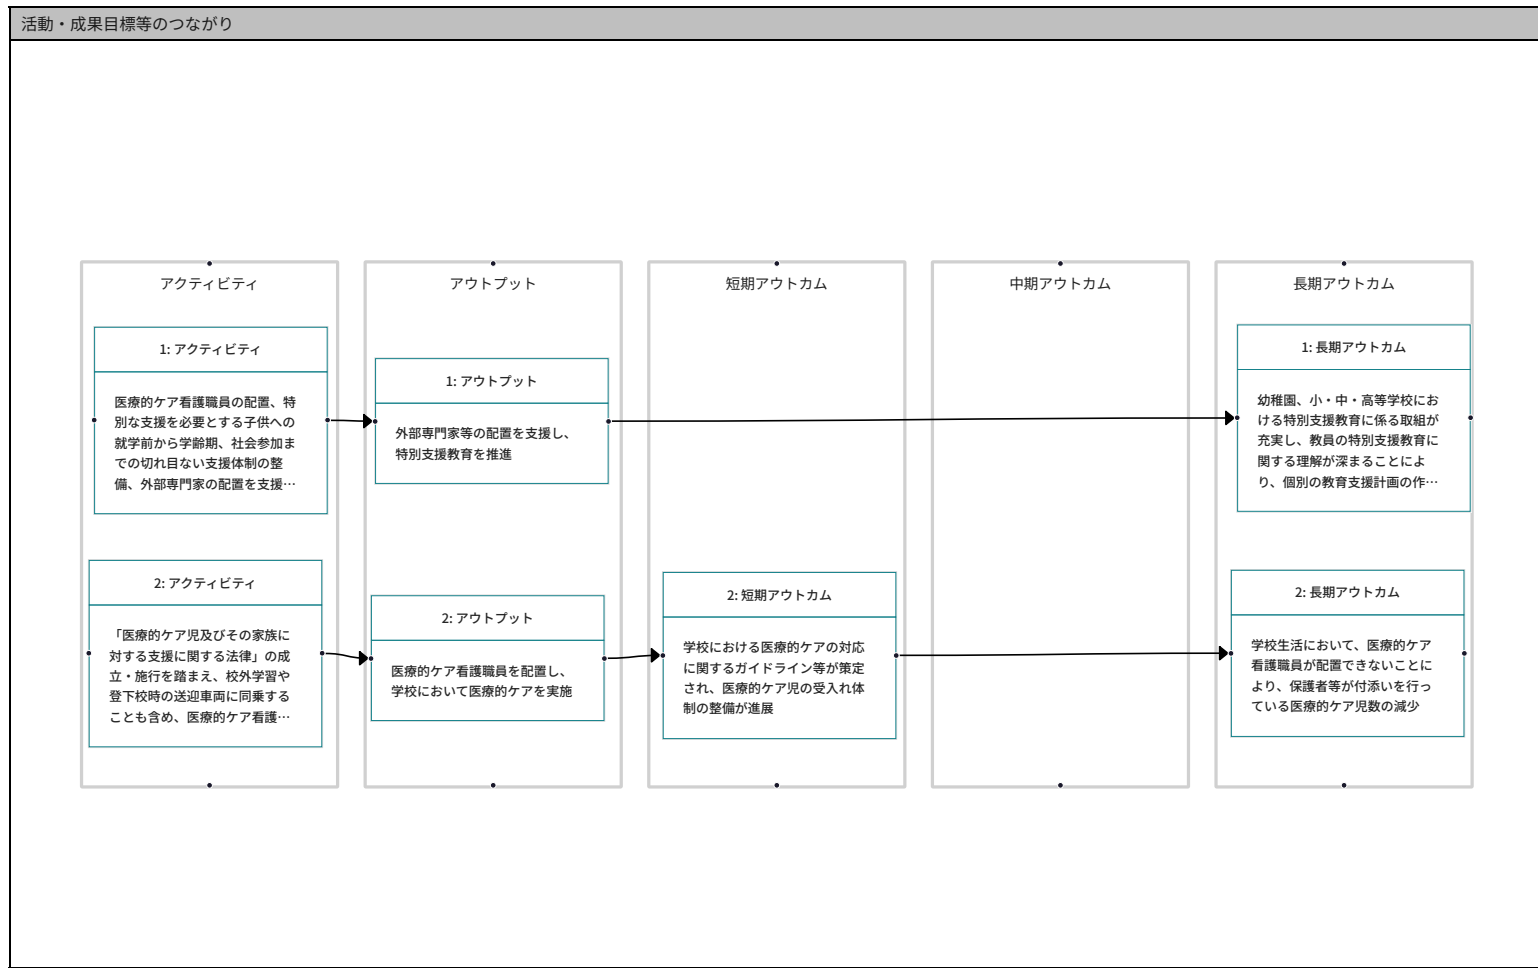 活動・成果目標等のつながり
アクティビティ
1: アクティビティ
医療的ケア看護職員の配置、特
別な支援を必要とする子供への
就学前から学齢期、社会参加ま
での切れ目ない支援体制の整
備、外部専門家の配置を支援…
2: アクティビティ
「医療的ケア児及びその家族に
対する支援に関する法律」の成
立・施行を踏まえ、校外学習や
登下校時の送迎車両に同乗する
ことも含め、医療的ケア看護…
アウトプット
1: アウトプット
外部専門家等の配置を支援し、
特別支援教育を推進
2: アウトプット
医療的ケア看護職員を配置し、
学校において医療的ケアを実施
短期アウトカム
2: 短期アウトカム
学校における医療的ケアの対応
に関するガイドライン等が策定
され、医療的ケア児の受入れ体
制の整備が進展
中期アウトカム
長期アウトカム
1: 長期アウトカム
幼稚園、小・中・高等学校にお
ける特別支援教育に係る取組が
充実し、教員の特別支援教育に
関する理解が深まることによ
り、個別の教育支援計画の作…
2: 長期アウトカム
学校生活において、医療的ケア
看護職員が配置できないことに
より、保護者等が付添いを行っ
ている医療的ケア児数の減少